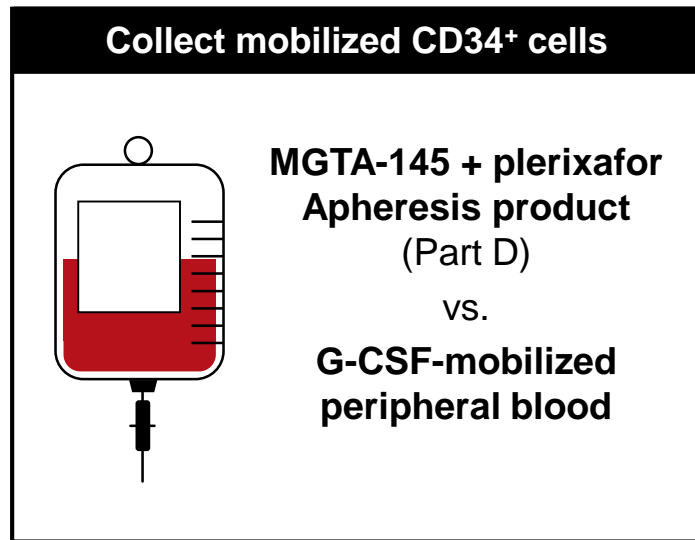 Collect mobilized CD34⁺ cells
MGTA-145 + plerixafor
Apheresis product
(Part D)
vs.
G-CSF-mobilized
peripheral blood